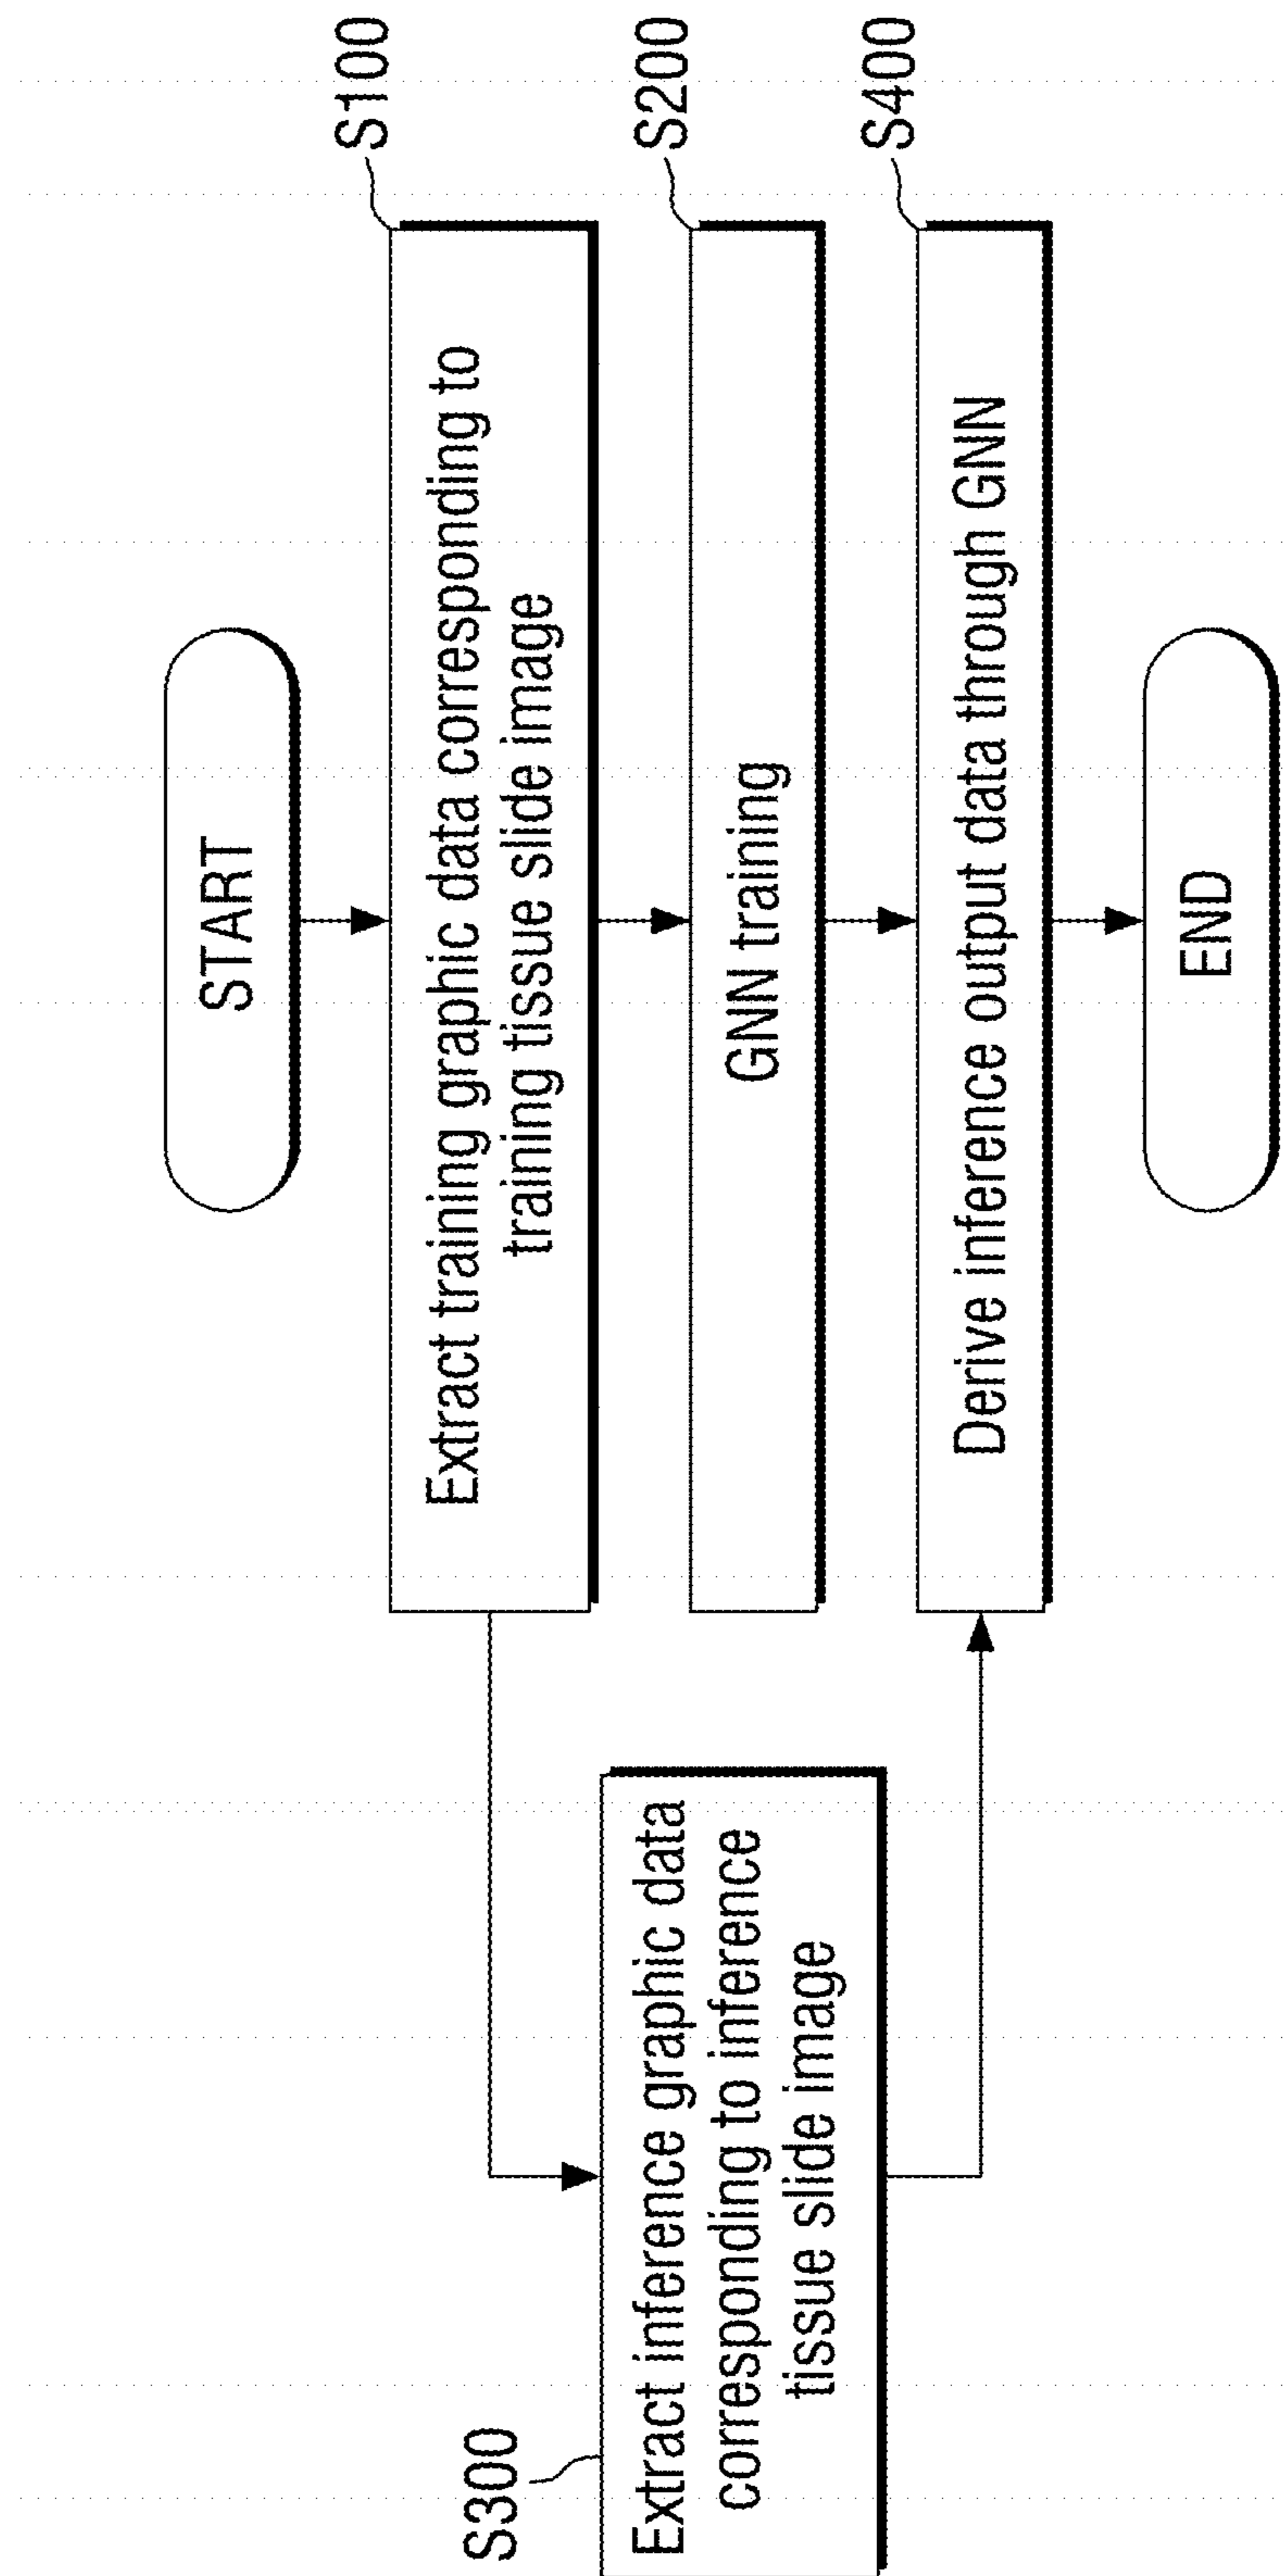 START
S100
Extract training graphic data corresponding to
training tissue slide image
S200
GNN training
S300
Extract inference graphic data
corresponding to inference
tissue slide image
S400
Derive inference output data through GNN
END